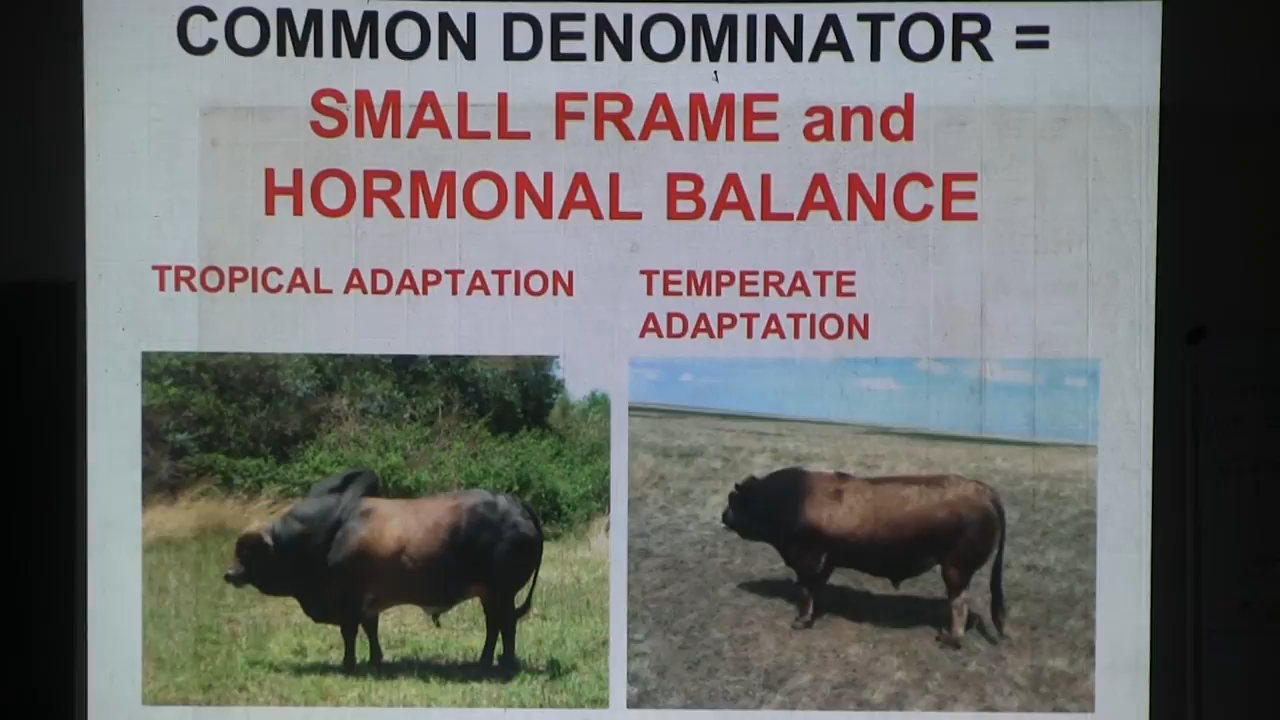 COMMON DENOMINATOR =
SMALL FRAME and
HORMONAL BALANCE
TROPICAL ADAPTATION
TEMPERATE
ADAPTATION